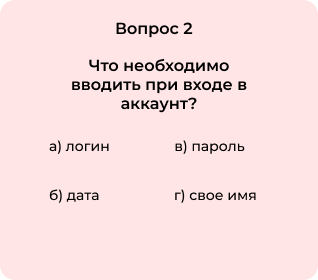 Вопрос 2
Что необходимо
вводить при входе в
аккаунт?
а) логин
в) пароль
б) дата
г) свое имя